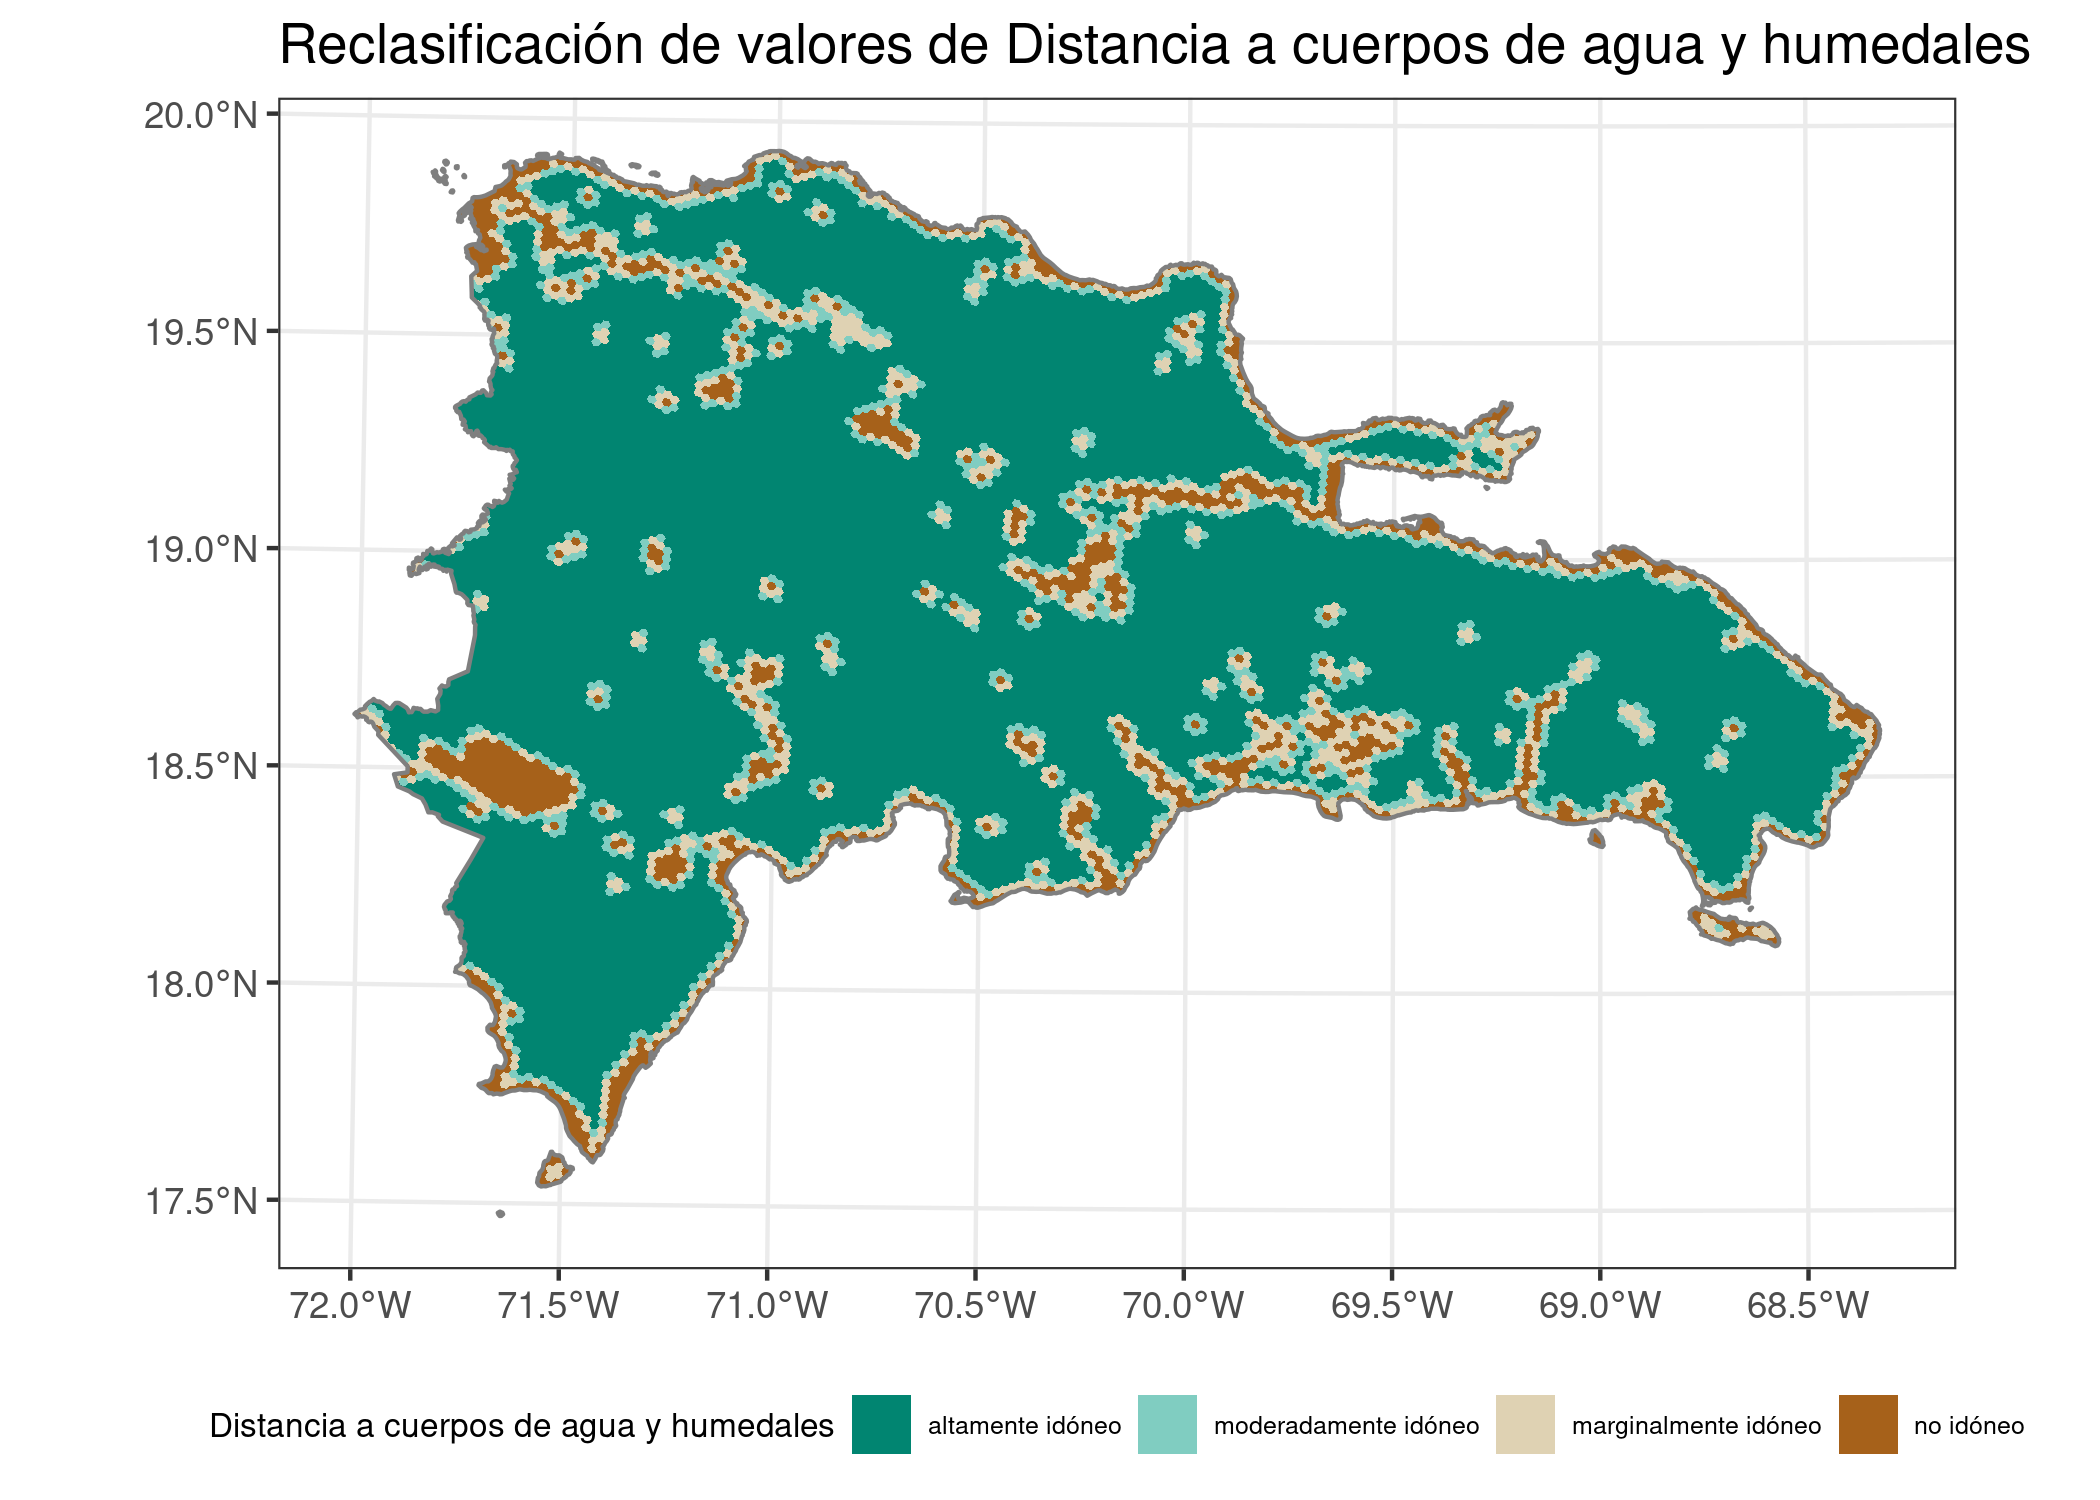 Reclasificación de valores de Distancia a cuerpos de agua y humedales
20.0°N
19.5°N
19.0°N
18.5°N
18.0°N
17.5°N
72.0°W 71.5°W 71.0°W 70.5°W 70.0°W 69.5°W 69.0°W 68.5°W
Distancia a cuerpos de agua y humedales altamente idóneo moderadamente idóneo marginalmente idóneo no idóneo